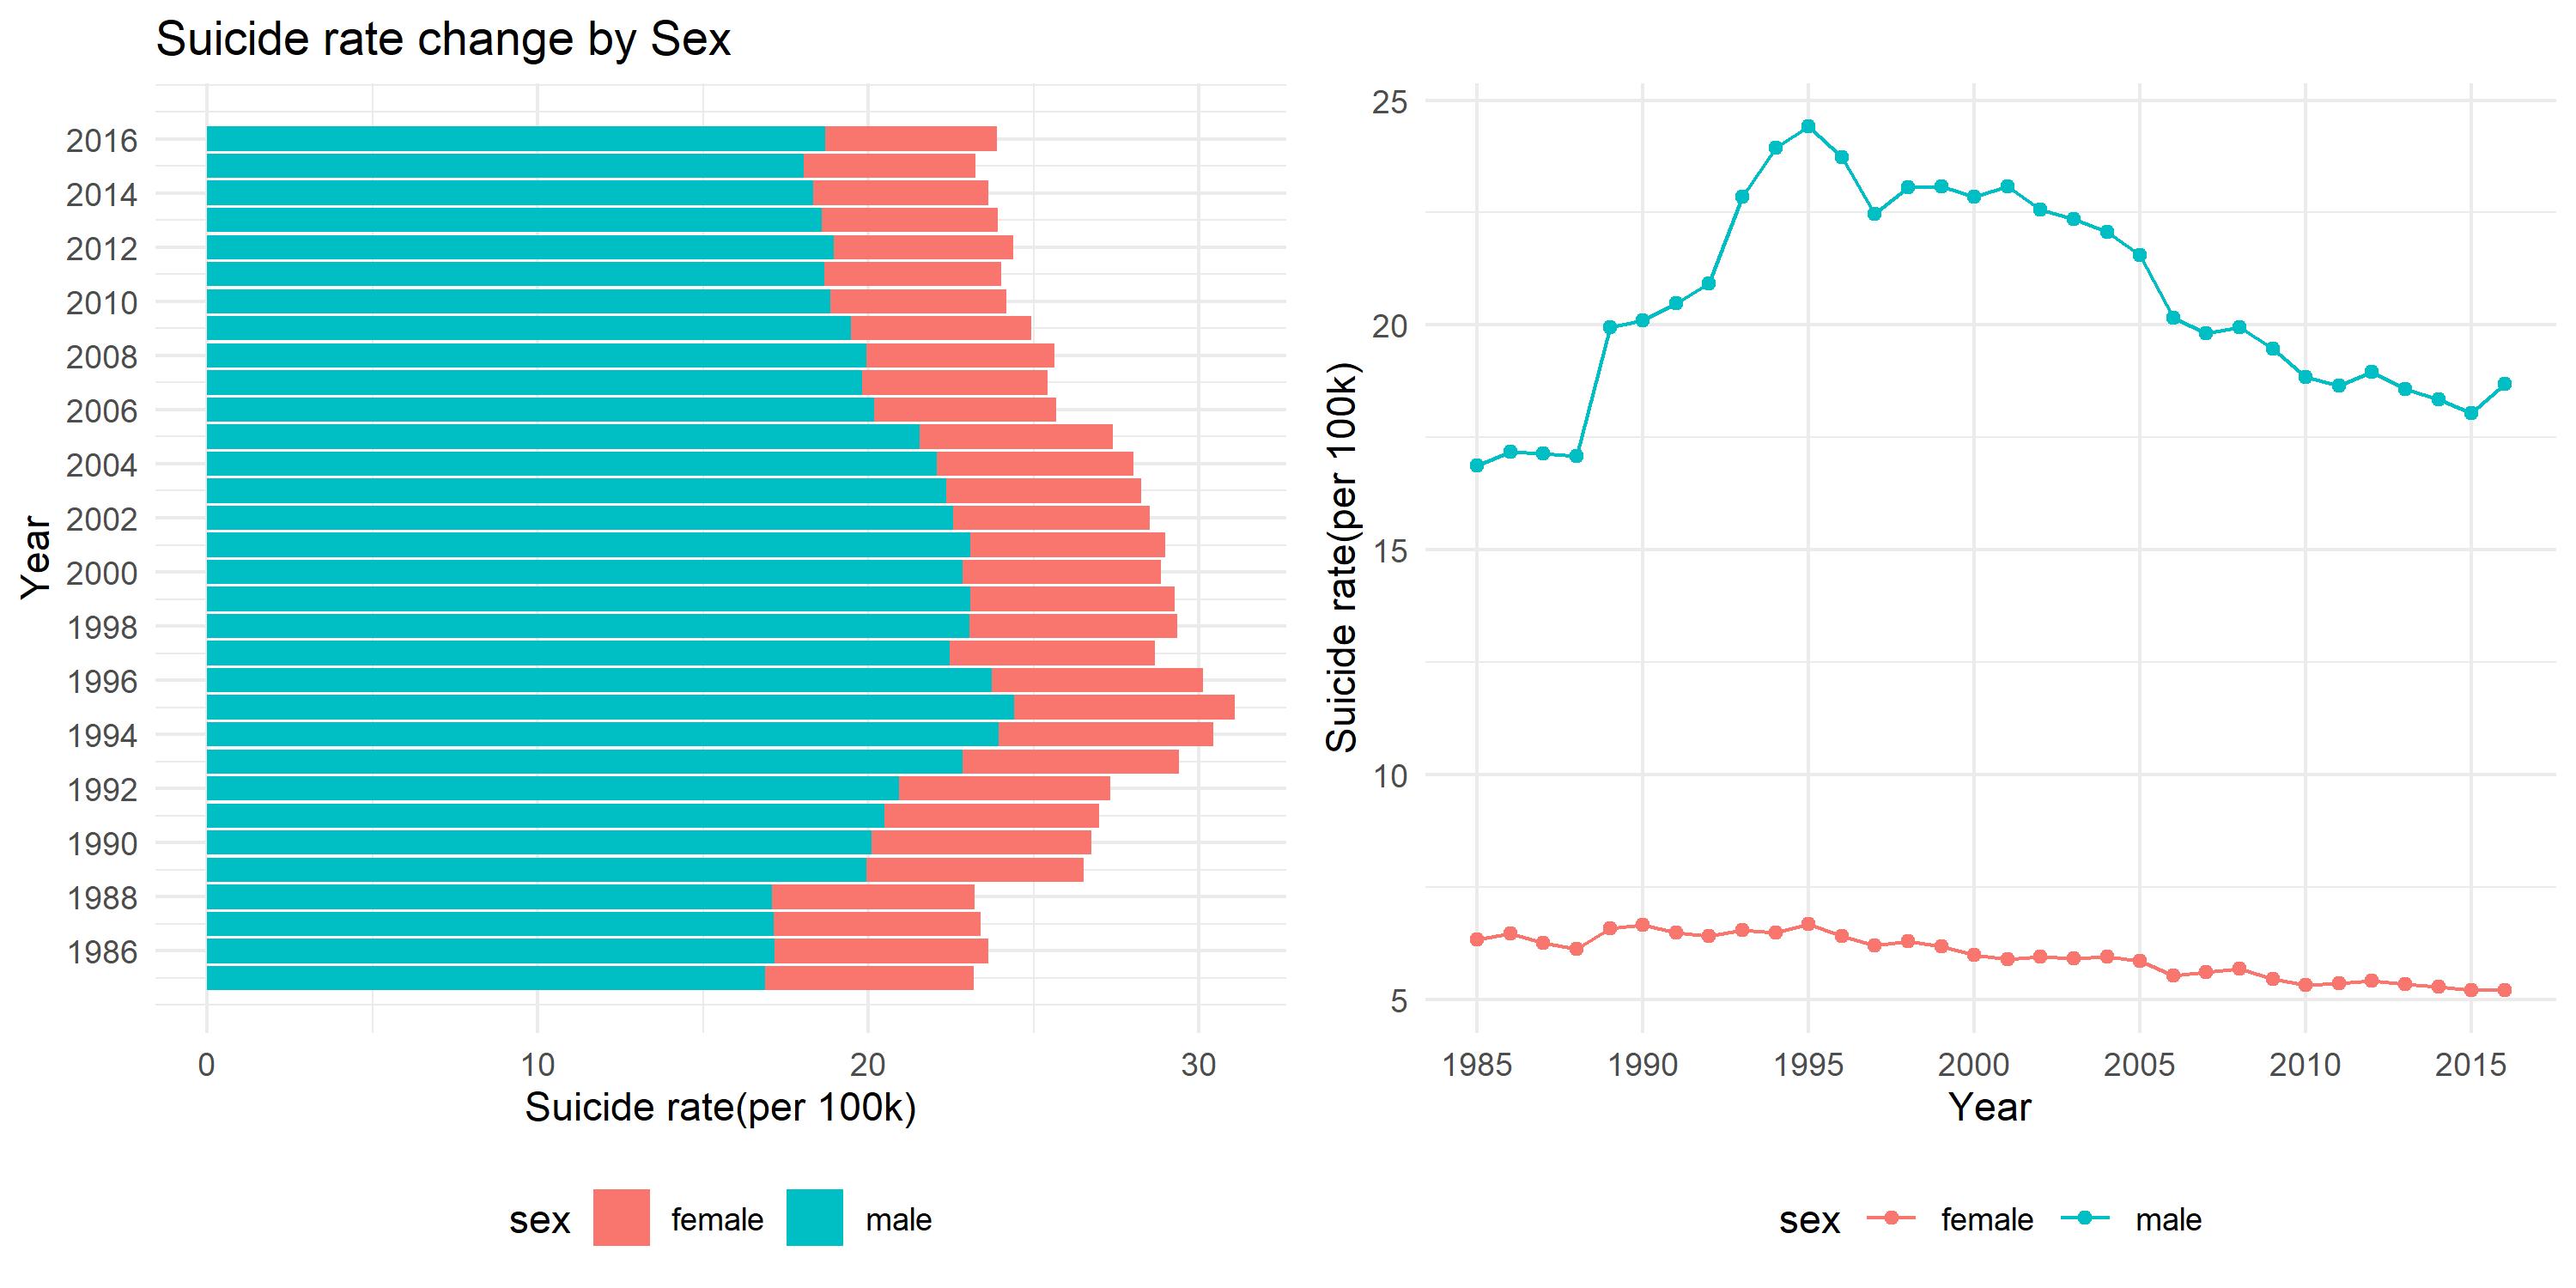 Suicide rate change by Sex
Year
2016
2014
2012
2010
2008
2006
2004
2002
2000
1998
1996
1994
1992
1990
1988
1986
0 10 20 30
Suicide rate(per 100k)
sex female male
Suicide rate(per 100k)
25
20
15
10
5
1985 1990 1995 2000 2005 2010 2015
Year
sex female male